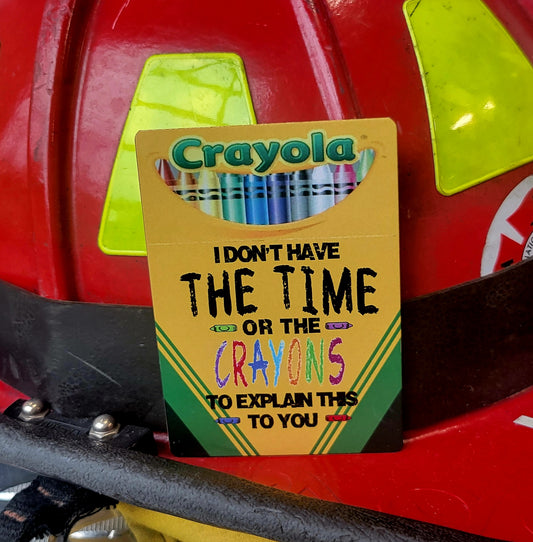 Crayola
I DON'T HAVE
THE TIME
OR THE
CRAYONS
TO EXPLAIN THIS
TO YOU